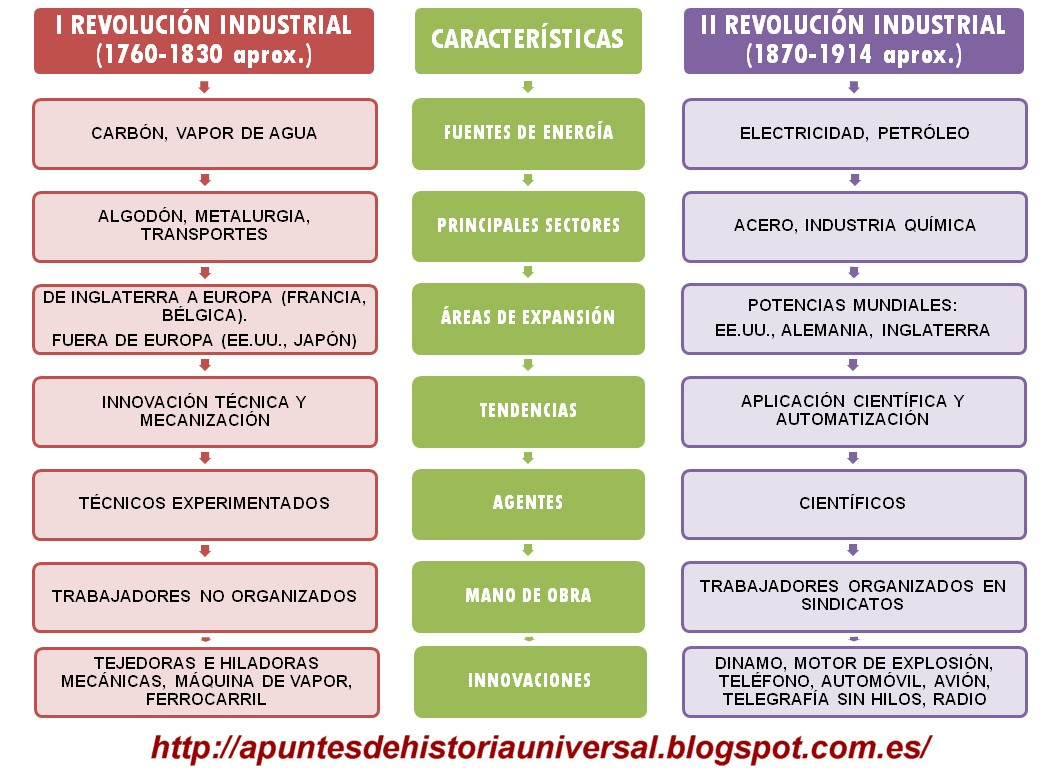 I REVOLUCIÓN INDUSTRIAL
(1760-1830 aprox.)
CARACTERÍSTICAS
II REVOLUCIÓN INDUSTRIAL
(1870-1914 aprox.)
CARBÓN, VAPOR DE AGUA
FUENTES DE ENERGÍA
ELECTRICIDAD, PETRÓLEO
ALGODÓN, METALURGIA,
TRANSPORTES
PRINCIPALES SECTORES
ACERO, INDUSTRIA QUÍMICA
DE INGLATERRA A EUROPA (FRANCIA,
BÉLGICA).
FUERA DE EUROPA (EE.UU., JAPÓN)
ÁREAS DE EXPANSIÓN
POTENCIAS MUNDIALES:
EE.UU., ALEMANIA, INGLATERRA
INNOVACIÓN TÉCNICA Y
MECANIZACIÓN
TENDENCIAS
APLICACIÓN CIENTÍFICA Y
AUTOMATIZACIÓN
TÉCNICOS EXPERIMENTADOS
AGENTES
CIENTÍFICOS
TRABAJADORES NO ORGANIZADOS
MANO DE OBRA
TRABAJADORES ORGANIZADOS EN
SINDICATOS
TEJEDORAS E HILADORAS
MECÁNICAS, MÁQUINA DE VAPOR,
FERROCARRIL
INNOVACIONES
DINAMO, MOTOR DE EXPLOSIÓN,
TELÉFONO, AUTOMÓVIL, AVIÓN,
TELEGRAFÍA SIN HILOS, RADIO
http://apuntesdehistoriauniversal.blogspot.com.es/